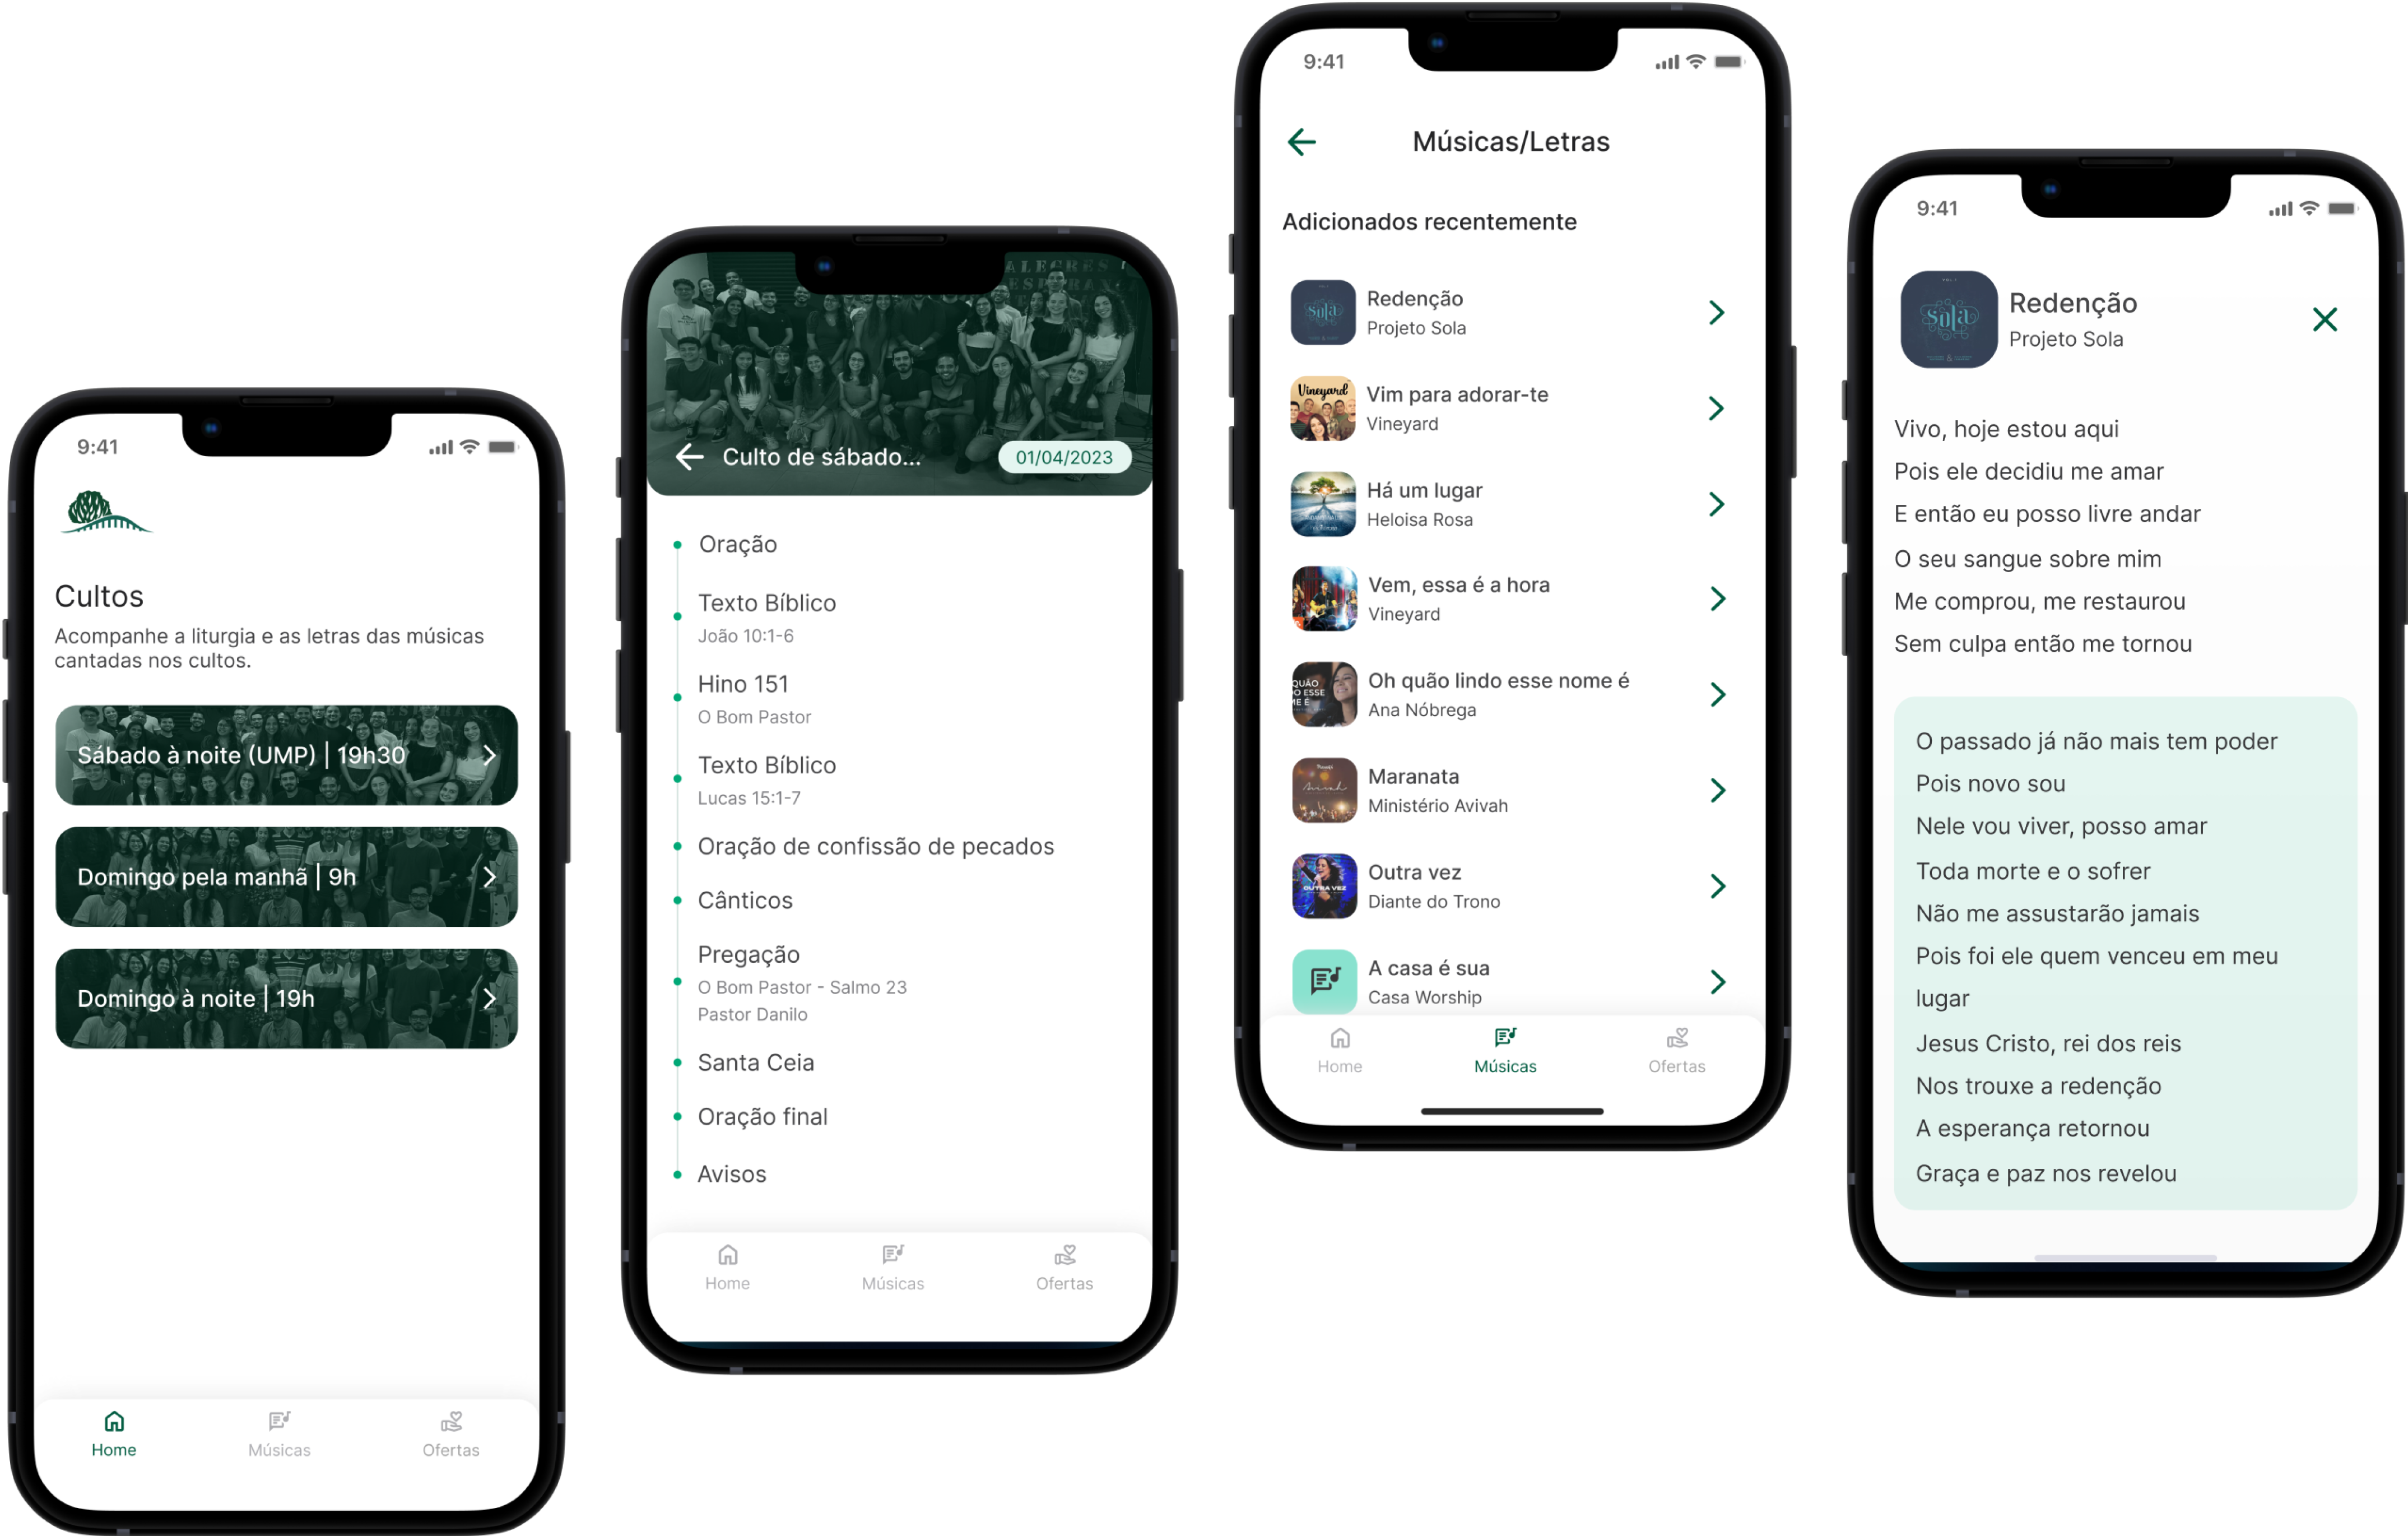 9:41
Cultos
Acompanhe a liturgia e as letras das músicas
cantadas nos cultos.
Sábado à noite (UMP) | 19h30
Domingo pela manhã | 9h
Domingo à noite | 19h
Home
Músicas
Ofertas
ALEGRES
Culto de sábado...
01/04/2023
Oração
Texto Bíblico
João 10:1-6
Hino 151
O Bom Pastor
Texto Bíblico
Lucas 15:1-7
Oração de confissão de pecados
Cânticos
Pregação
O Bom Pastor - Salmo 23
Pastor Danilo
Santa Ceia
Oração final
Avisos
Home
Músicas
Ofertas
9:41
Músicas/Letras
Adicionados recentemente
sola
Redenção
Projeto Sola
Vineyard
Vim para adorar-te
Vineyard
Há um lugar
Heloisa Rosa
Vem, essa é a hora
Vineyard
QUÃO
O ESSE
ME É
Oh quão lindo esse nome é
Ana Nóbrega
Avivah
Maranata
Ministério Avivah
OUTRA VEZ
Outra vez
Diante do Trono
A casa é sua
Casa Worship
Home
Músicas
Ofertas
9:41
sola
Redenção
Projeto Sola
Vivo, hoje estou aqui
Pois ele decidiu me amar
E então eu posso livre andar
O seu sangue sobre mim
Me comprou, me restaurou
Sem culpa então me tornou
O passado já não mais tem poder
Pois novo sou
Nele vou viver, posso amar
Toda morte e o sofrer
Não me assustarão jamais
Pois foi ele quem venceu em meu
lugar
Jesus Cristo, rei dos reis
Nos trouxe a redenção
A esperança retornou
Graça e paz nos revelou